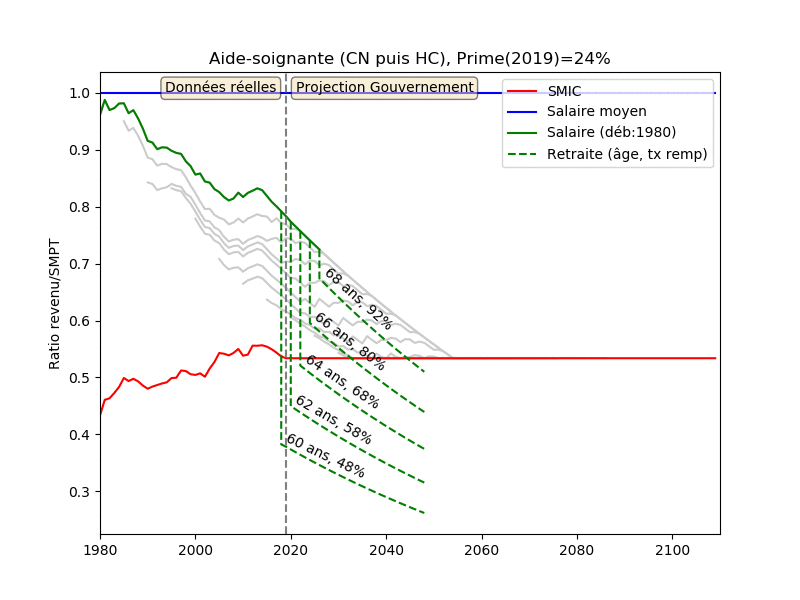 Aide-soignante (CN puis HC), Prime(2019)=24%
Données réelles
Projection Gouvernement
SMIC
Salaire moyen
Salaire (déb:1980)
Retraite (âge, tx remp)
Ratio revenu/SMPT
1.0
0.9
0.8
0.7
0.6
0.5
0.4
0.3
68 ans, 92%
66 ans, 80%
64 ans, 68%
62 ans, 58%
60 ans, 48%
1980
2000
2020
2040
2060
2080
2100